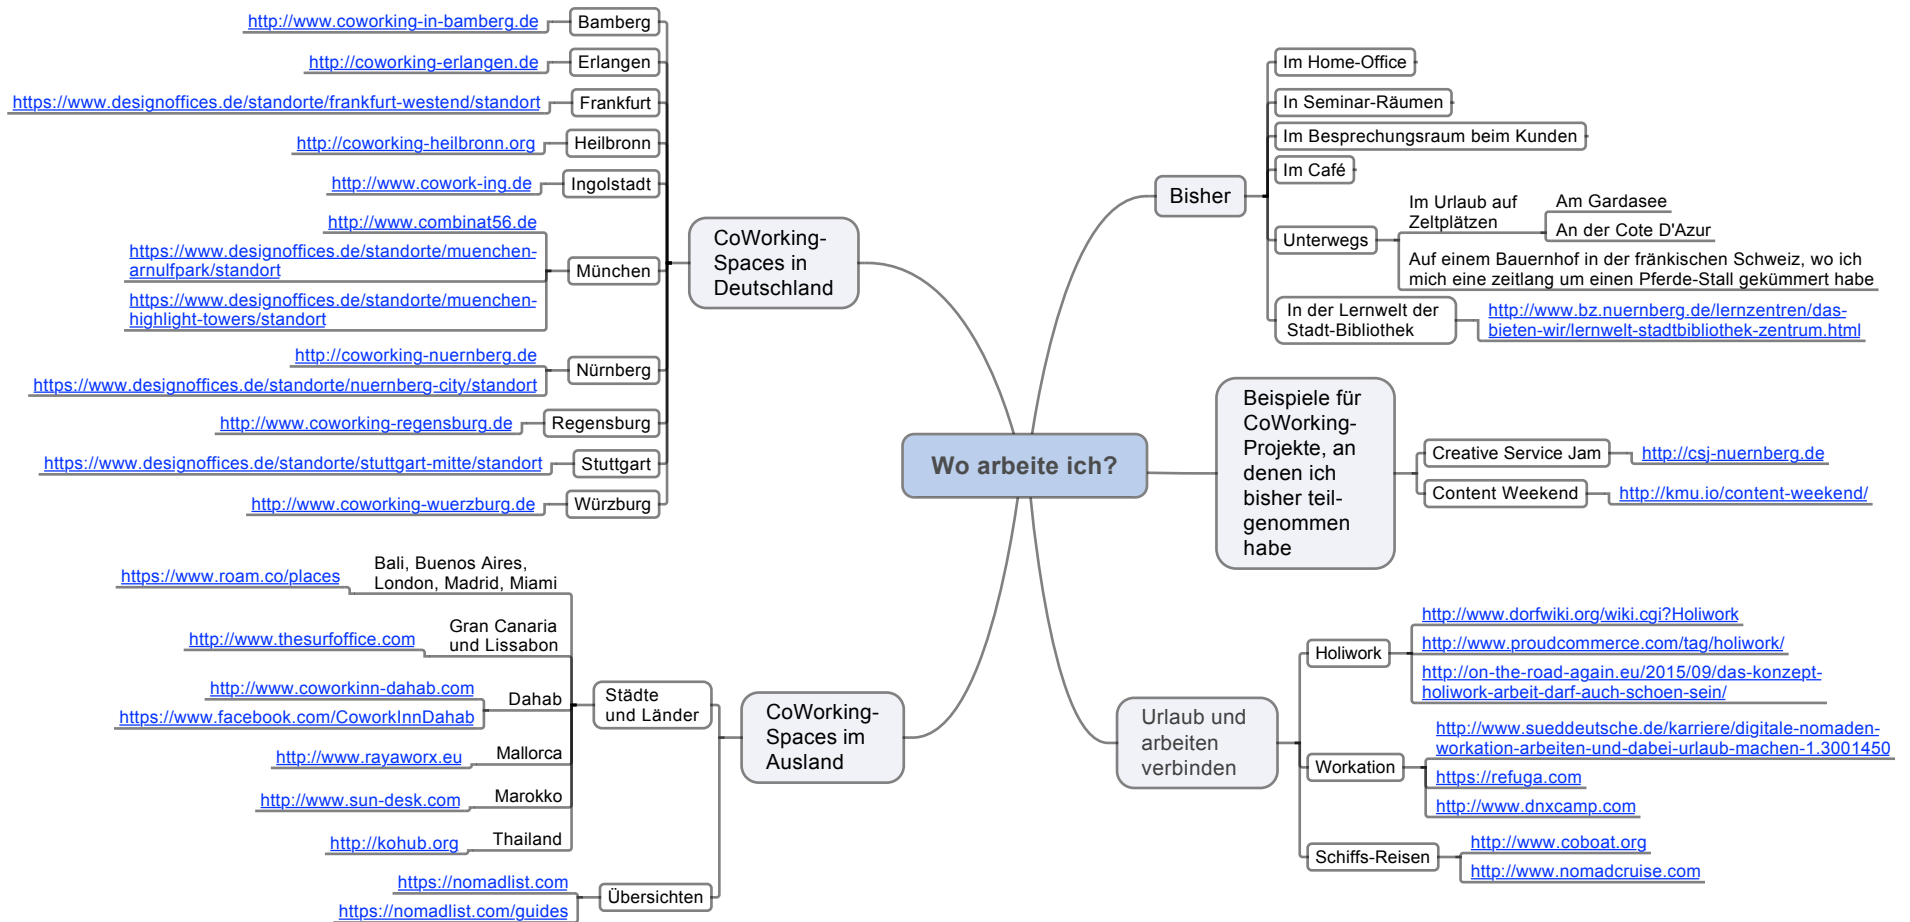 Wo arbeite ich?
Bisher
Im Home-Office
In Seminar-Räumen
Im Besprechungsraum beim Kunden
Im Café
Unterwegs
Im Urlaub auf
Zeltplätzen
Am Gardasee
An der Cote D'Azur
Auf einem Bauernhof in der fränkischen Schweiz, wo ich
mich eine zeitlang um einen Pferde-Stall gekümmert habe
In der Lernwelt der
Stadt-Bibliothek
http://www.bz.nuernberg.de/lernzentren/das-
bieten-wir/lernwelt-stadtbibliothek-zentrum.html
Beispiele für
CoWorking-
Projekte, an
denen ich
bisher teil-
genommen
habe
Creative Service Jam
http://csj-nuernberg.de
Content Weekend
http://kmu.io/content-weekend/
Urlaub und
arbeiten
verbinden
Holiwork
http://www.dorfwiki.org/wiki.cgi?Holiwork
http://www.proudcommerce.com/tag/holiwork/
http://on-the-road-again.eu/2015/09/das-konzept-
holiwork-arbeit-darf-auch-schoen-sein/
Workation
http://www.sueddeutsche.de/karriere/digitale-nomaden-
workation-arbeiten-und-dabei-urlaub-machen-1.3001450
https://refuga.com
http://www.dnxcamp.com
Schiffs-Reisen
http://www.coboat.org
http://www.nomadcruise.com
CoWorking-
Spaces in
Deutschland
Bamberg
http://www.coworking-in-bamberg.de
Erlangen
http://coworking-erlangen.de
Frankfurt
https://www.designoffices.de/standorte/frankfurt-westend/standort
Heilbronn
http://coworking-heilbronn.org
Ingolstadt
http://www.cowork-ing.de
München
http://www.combinat56.de
https://www.designoffices.de/standorte/muenchen-
arnulfpark/standort
https://www.designoffices.de/standorte/muenchen-
highlight-towers/standort
Nürnberg
http://coworking-nuernberg.de
https://www.designoffices.de/standorte/nuernberg-city/standort
Regensburg
http://www.coworking-regensburg.de
Stuttgart
https://www.designoffices.de/standorte/stuttgart-mitte/standort
Würzburg
http://www.coworking-wuerzburg.de
CoWorking-
Spaces im
Ausland
Städte
und Länder
Bali, Buenos Aires,
London, Madrid, Miami
https://www.roam.co/places
Gran Canaria
und Lissabon
http://www.thesurfoffice.com
Dahab
http://www.coworkinn-dahab.com
https://www.facebook.com/CoworkInnDahab
Mallorca
http://www.rayaworx.eu
Marokko
http://www.sun-desk.com
Thailand
http://kohub.org
Übersichten
https://nomadlist.com
https://nomadlist.com/guides